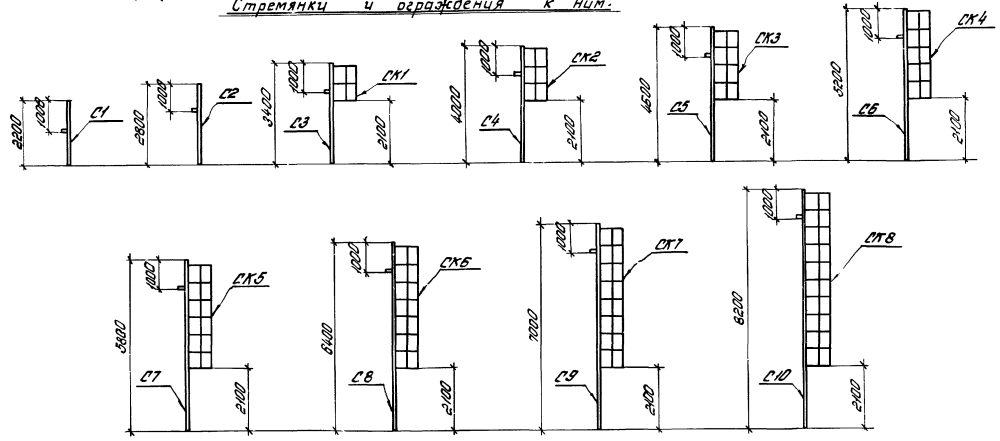 Стремянки и ограждения к ним.
2200 1008 С1
2800 1008 С2
3400 1000 СК1 С3 2100
4000 1000 СК2 С4 2100
4600 1000 СК3 С5 2100
5200 1000 СК4 С6 2100
5800 1000 СК5 С7 2100
6400 1000 СК6 С8 2100
7000 1000 СК7 С9 2100
8200 1000 СК8 С10 2100